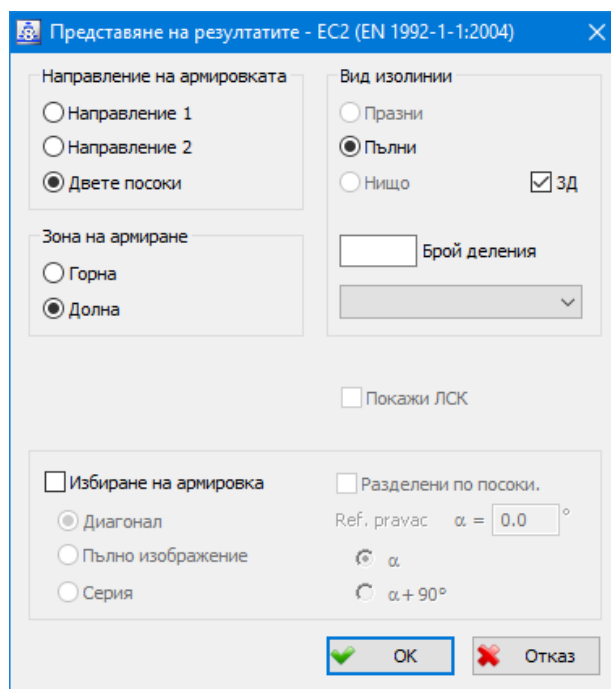 Представяне на резултатите - EC2 (EN 1992-1-1:2004)
Направление на армировката
Направление 1
Направление 2
Двете посоки
Зона на армиране
Горна
Долна
Вид изолинии
Празни
Пълни
Нищо
3Д
Брой деления
Покажи ЛСК
Избиране на армировка
Диагонал
Пълно изображение
Серия
Разделени по посоки.
Ref. pravac α = 0.0 °
α
α+90°
OK
Отказ